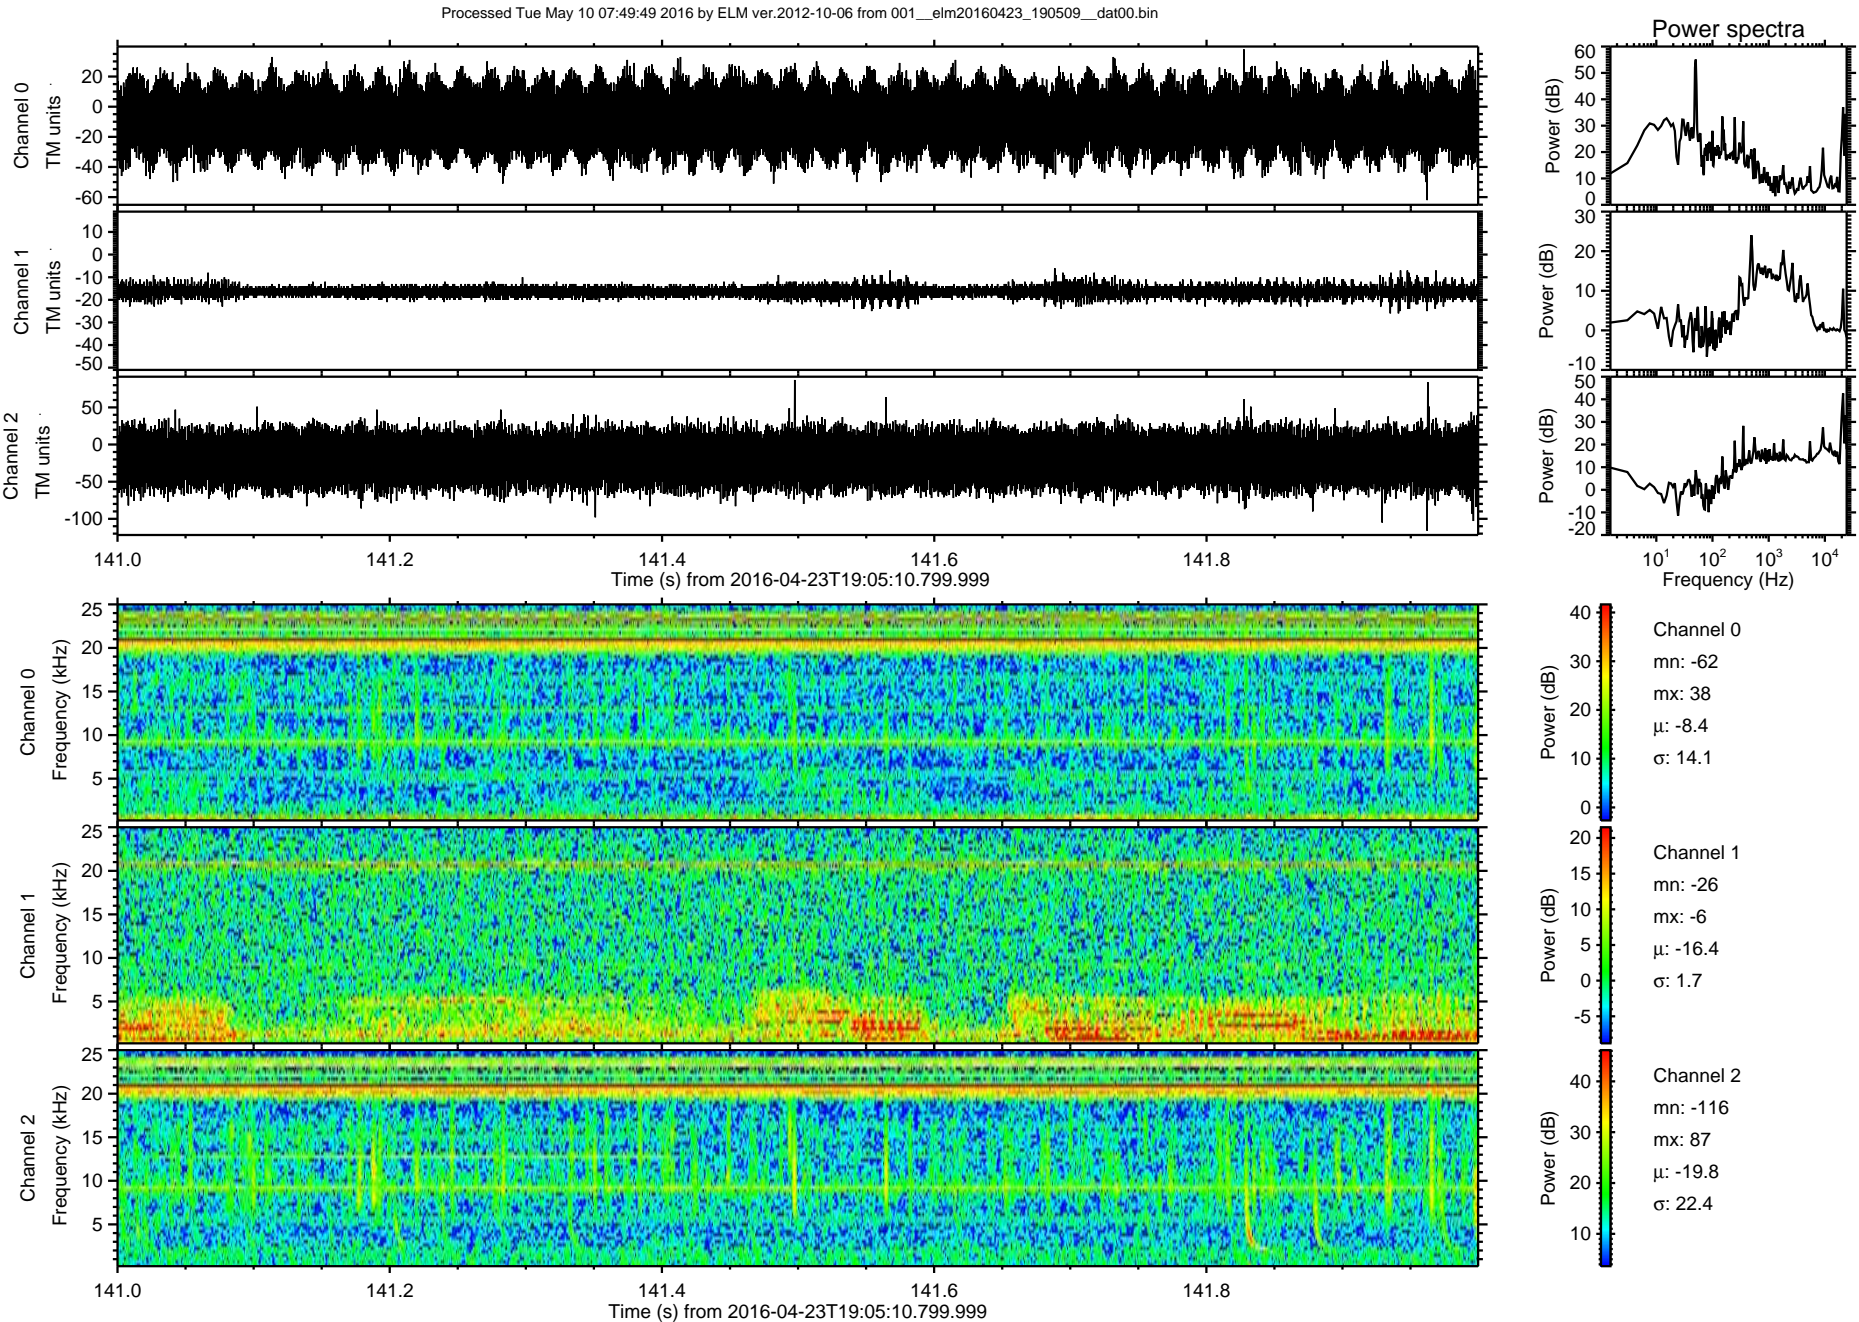 Processed Tue May 10 07:49:49 2016 by ELM ver.2012-10-06 from 001__elm20160423_190509__dat00.bin
Power spectra
Channel 0
TM units
20
0
-20
-40
-60
Power (dB)
60
50
40
30
20
10
0
Channel 1
TM units
10
0
-10
-20
-30
-40
-50
Power (dB)
30
20
10
0
-10
Channel 2
TM units
50
0
-50
-100
Power (dB)
50
40
30
20
10
0
-10
-20
141.0 141.2 141.4 141.6 141.8
Time (s) from 2016-04-23T19:05:10.799.999
10^1 10^2 10^3 10^4
Frequency (Hz)
Channel 0
Frequency (kHz)
25
20
15
10
5
Power (dB)
40
30
20
10
0
Channel 0
mn: -62
mx: 38
μ: -8.4
σ: 14.1
Channel 1
Frequency (kHz)
25
20
15
10
5
Power (dB)
20
15
10
5
0
-5
Channel 1
mn: -26
mx: -6
μ: -16.4
σ: 1.7
Channel 2
Frequency (kHz)
25
20
15
10
5
Power (dB)
40
30
20
10
Channel 2
mn: -116
mx: 87
μ: -19.8
σ: 22.4
141.0 141.2 141.4 141.6 141.8
Time (s) from 2016-04-23T19:05:10.799.999